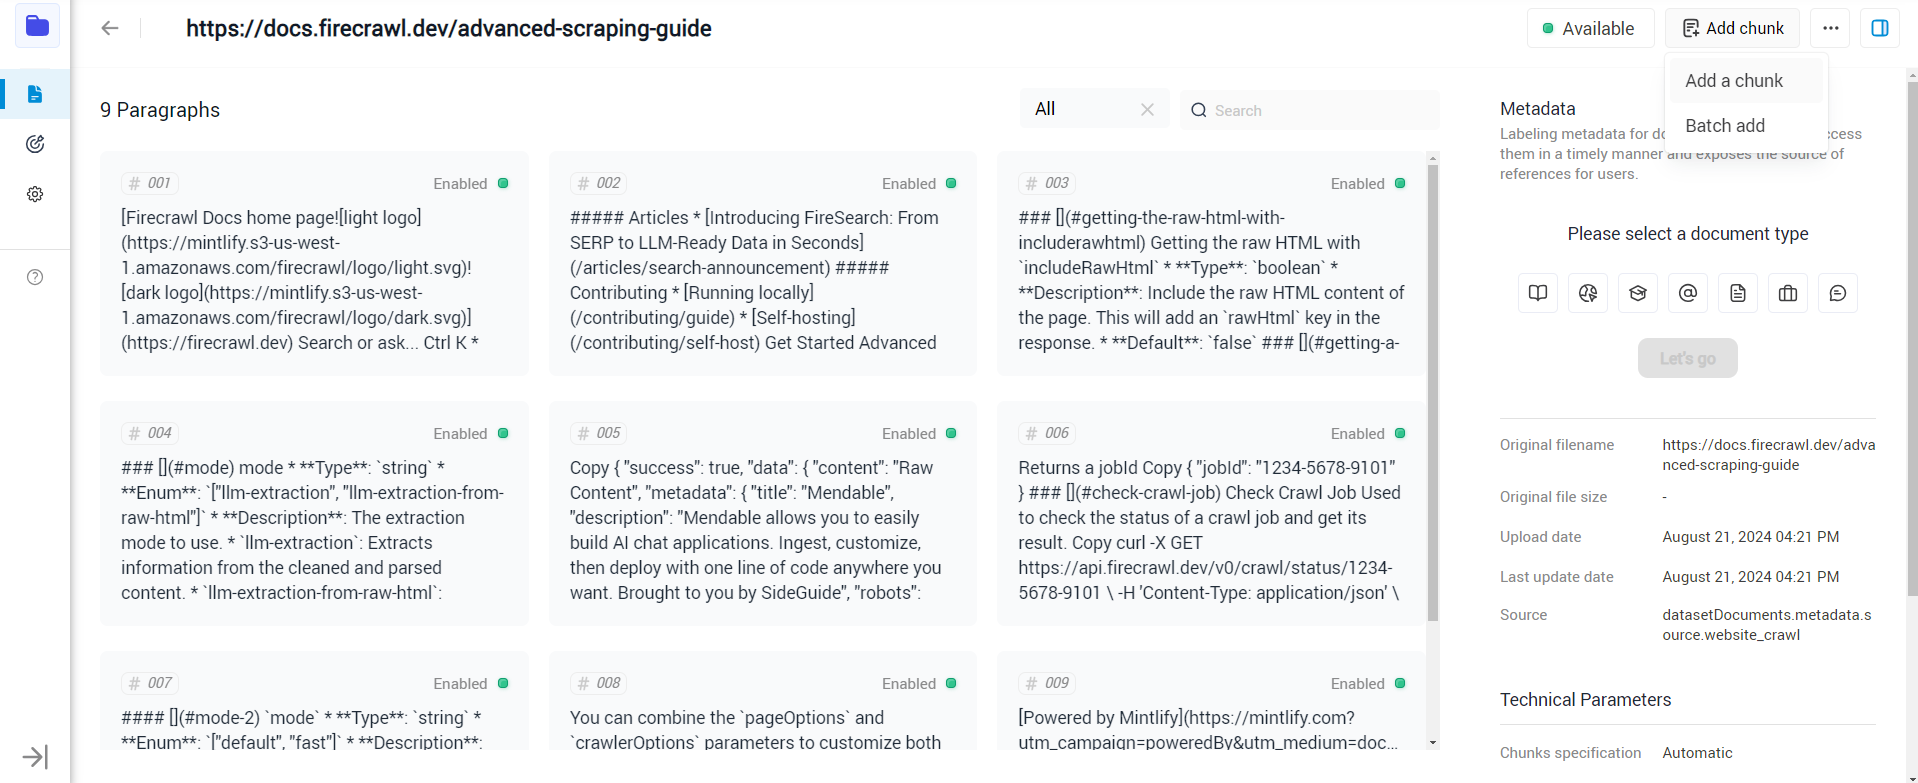 https://docs.firecrawl.dev/advanced-scraping-guide
Available
Add chunk
Add a chunk
Batch add
9 Paragraphs
All
Search
# 001
Enabled
[Firecrawl Docs home page![light logo]
(https://mintlify.s3-us-west-
1.amazonaws.com/firecrawl/logo/light.svg)!
[dark logo](https://mintlify.s3-us-west-
1.amazonaws.com/firecrawl/logo/dark.svg)]
(https://firecrawl.dev) Search or ask... Ctrl K *
# 002
Enabled
##### Articles * [Introducing FireSearch: From
SERP to LLM-Ready Data in Seconds]
(/articles/search-announcement) #####
Contributing * [Running locally]
(/contributing/guide) * [Self-hosting]
(/contributing/self-host) Get Started Advanced
# 003
Enabled
### [](#getting-the-raw-html-with-
includerawhtml) Getting the raw HTML with
`includeRawHtml` * **Type**: `boolean` *
**Description**: Include the raw HTML content of
the page. This will add an `rawHtml` key in the
response. * **Default**: `false` ### [](#getting-a-
# 004
Enabled
### [](#mode) mode * **Type**: `string` *
**Enum**: `["llm-extraction", "llm-extraction-from-
raw-html"]` * **Description**: The extraction
mode to use. * `llm-extraction`: Extracts
information from the cleaned and parsed
content. * `llm-extraction-from-raw-html`:
# 005
Enabled
Copy { "success": true, "data": { "content": "Raw
Content", "metadata": { "title": "Mendable",
"description": "Mendable allows you to easily
build AI chat applications. Ingest, customize,
then deploy with one line of code anywhere you
want. Brought to you by SideGuide", "robots":
# 006
Enabled
Returns a jobId Copy { "jobId": "1234-5678-9101"
} ### [](#check-crawl-job) Check Crawl Job Used
to check the status of a crawl job and get its
result. Copy curl -X GET
https://api.firecrawl.dev/v0/crawl/status/1234-
5678-9101 \ -H 'Content-Type: application/json' \
# 007
Enabled
#### [](#mode-2) `mode` * **Type**: `string` *
**Enum**: `["default", "fast"]` * **Description**:
# 008
Enabled
You can combine the `pageOptions` and
`crawlerOptions` parameters to customize both
# 009
Enabled
[Powered by Mintlify](https://mintlify.com?
utm_campaign=poweredBy&utm_medium=doc...
Metadata
Labeling metadata for
them in a timely manner and exposes the source of
references for users.
Please select a document type
Let's go
Original filename
https://docs.firecrawl.dev/adva
nced-scraping-guide
Original file size
-
Upload date
August 21, 2024 04:21 PM
Last update date
August 21, 2024 04:21 PM
Source
datasetDocuments.metadata.s
ource.website_crawl
Technical Parameters
Chunks specification
Automatic